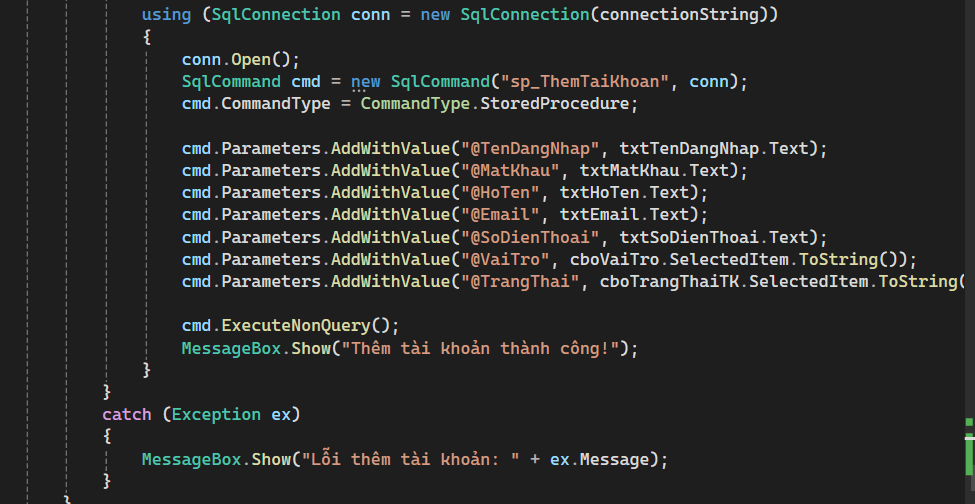 using (SqlConnection conn = new SqlConnection(connectionString))
{
conn.Open();
SqlCommand cmd = new SqlCommand("sp_ThemTaiKhoan", conn);
cmd.CommandType = CommandType.StoredProcedure;
cmd.Parameters.AddWithValue("@TenDangNhap", txtTenDangNhap.Text);
cmd.Parameters.AddWithValue("@MatKhau", txtMatKhau.Text);
cmd.Parameters.AddWithValue("@HoTen", txtHoTen.Text);
cmd.Parameters.AddWithValue("@Email", txtEmail.Text);
cmd.Parameters.AddWithValue("@SoDienThoai", txtSoDienThoai.Text);
cmd.Parameters.AddWithValue("@VaiTro", cboVaiTro.SelectedItem.ToString());
cmd.Parameters.AddWithValue("@TrangThai", cboTrangThaiTK.SelectedItem.ToString(
cmd.ExecuteNonQuery();
MessageBox.Show("Thêm tài khoản thành công!");
}
}
catch (Exception ex)
{
MessageBox.Show("Lỗi thêm tài khoản: " + ex.Message);
}
}